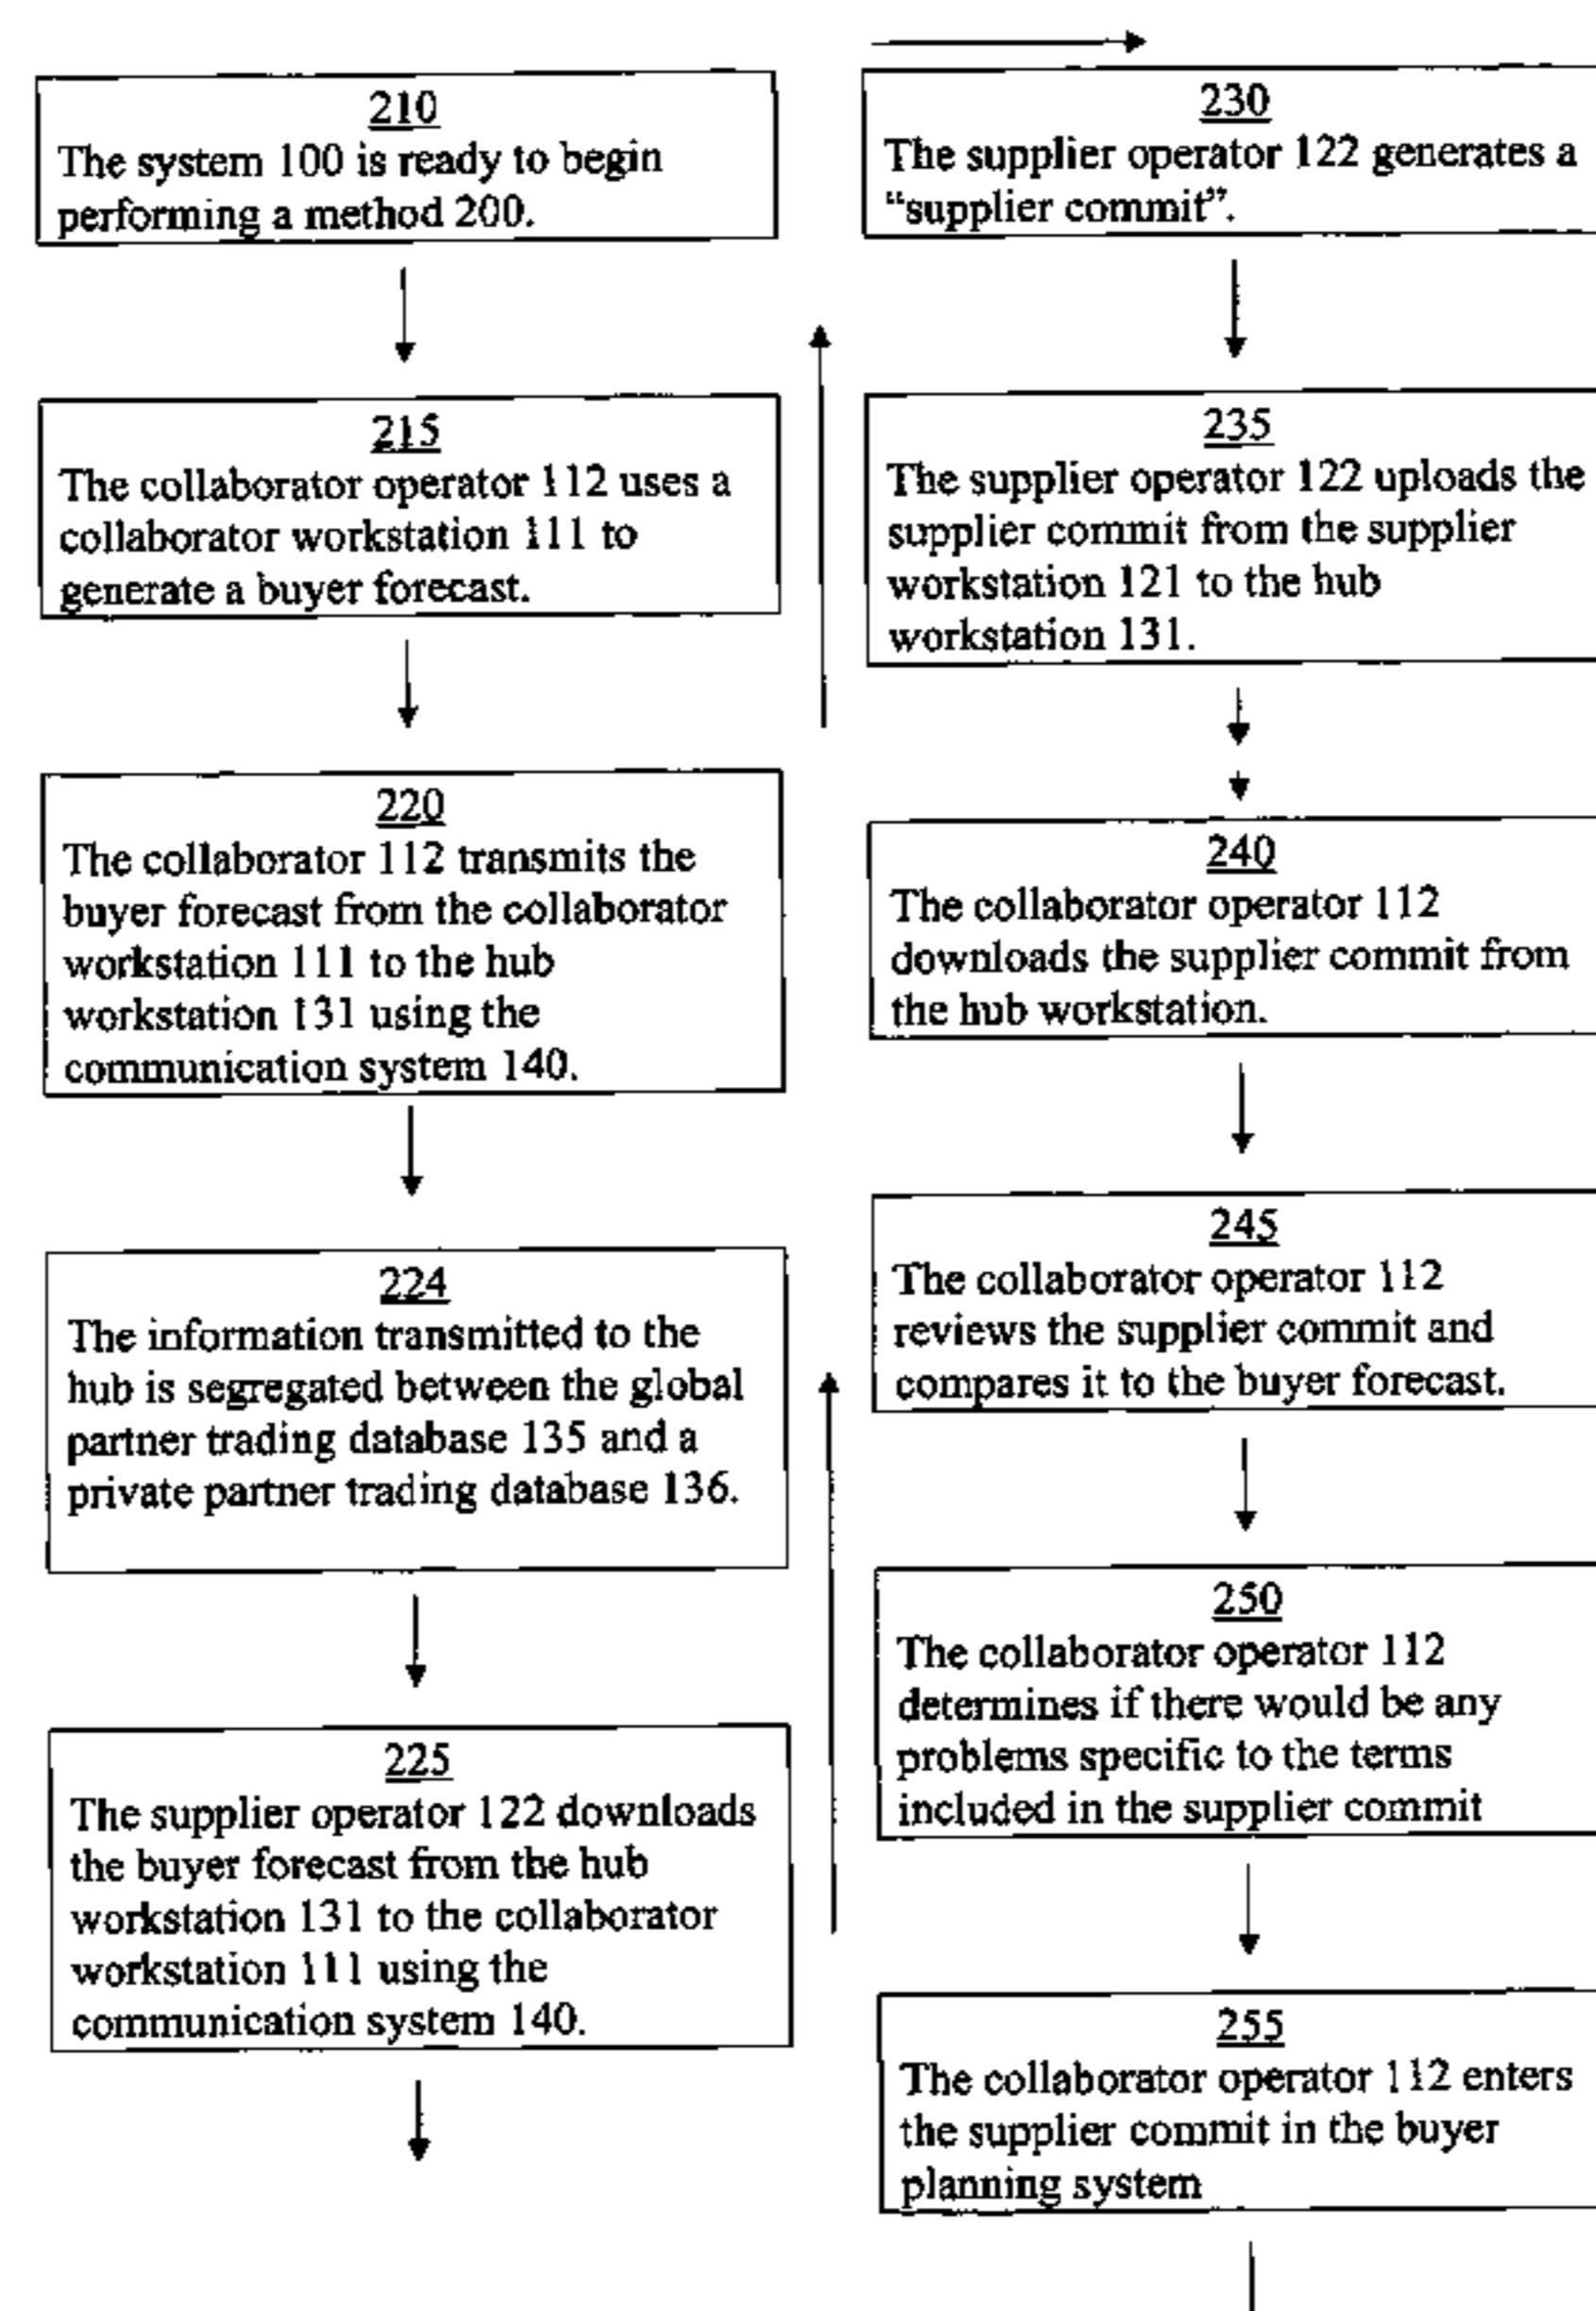 210
The system 100 is ready to begin
performing a method 200.
215
The collaborator operator 112 uses a
collaborator workstation 111 to
generate a buyer forecast.
220
The collaborator 112 transmits the
buyer forecast from the collaborator
workstation 111 to the hub
workstation 131 using the
communication system 140.
224
The information transmitted to the
hub is segregated between the global
partner trading database 135 and a
private partner trading database 136.
225
The supplier operator 122 downloads
the buyer forecast from the hub
workstation 131 to the collaborator
workstation 111 using the
communication system 140.
230
The supplier operator 122 generates a
“supplier commit”.
235
The supplier operator 122 uploads the
supplier commit from the supplier
workstation 121 to the hub
workstation 131.
240
The collaborator operator 112
downloads the supplier commit from
the hub workstation.
245
The collaborator operator 112
reviews the supplier commit and
compares it to the buyer forecast.
250
The collaborator operator 112
determines if there would be any
problems specific to the terms
included in the supplier commit
255
The collaborator operator 112 enters
the supplier commit in the buyer
planning system